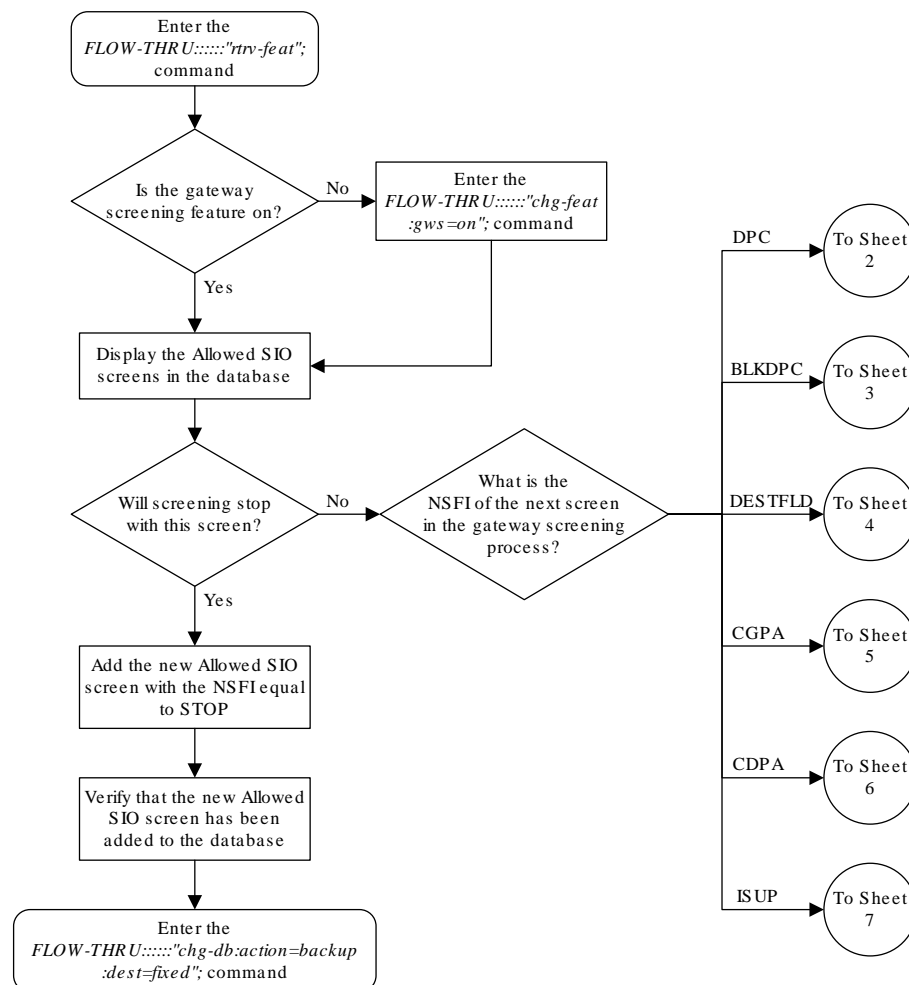 Enter the
FLOW-THRU::::::"rtrv-feat";
command
Is the gateway
screening feature on?
No
Enter the
FLOW-THRU::::::"chg-feat
:gws=on"; command
Yes
Display the Allowed SIO
screens in the database
Will screening stop
with this screen?
No
What is the
NSFI of the next screen
in the gateway screening
process?
Yes
Add the new Allowed SIO
screen with the NSFI equal
to STOP
Verify that the new Allowed
SIO screen has been
added to the database
Enter the
FLOW-THRU::::::"chg-db:action=backup
:dest=fixed"; command
DPC
To Sheet
2
BLKDPC
To Sheet
3
DESTFLD
To Sheet
4
CGPA
To Sheet
5
CDPA
To Sheet
6
ISUP
To Sheet
7